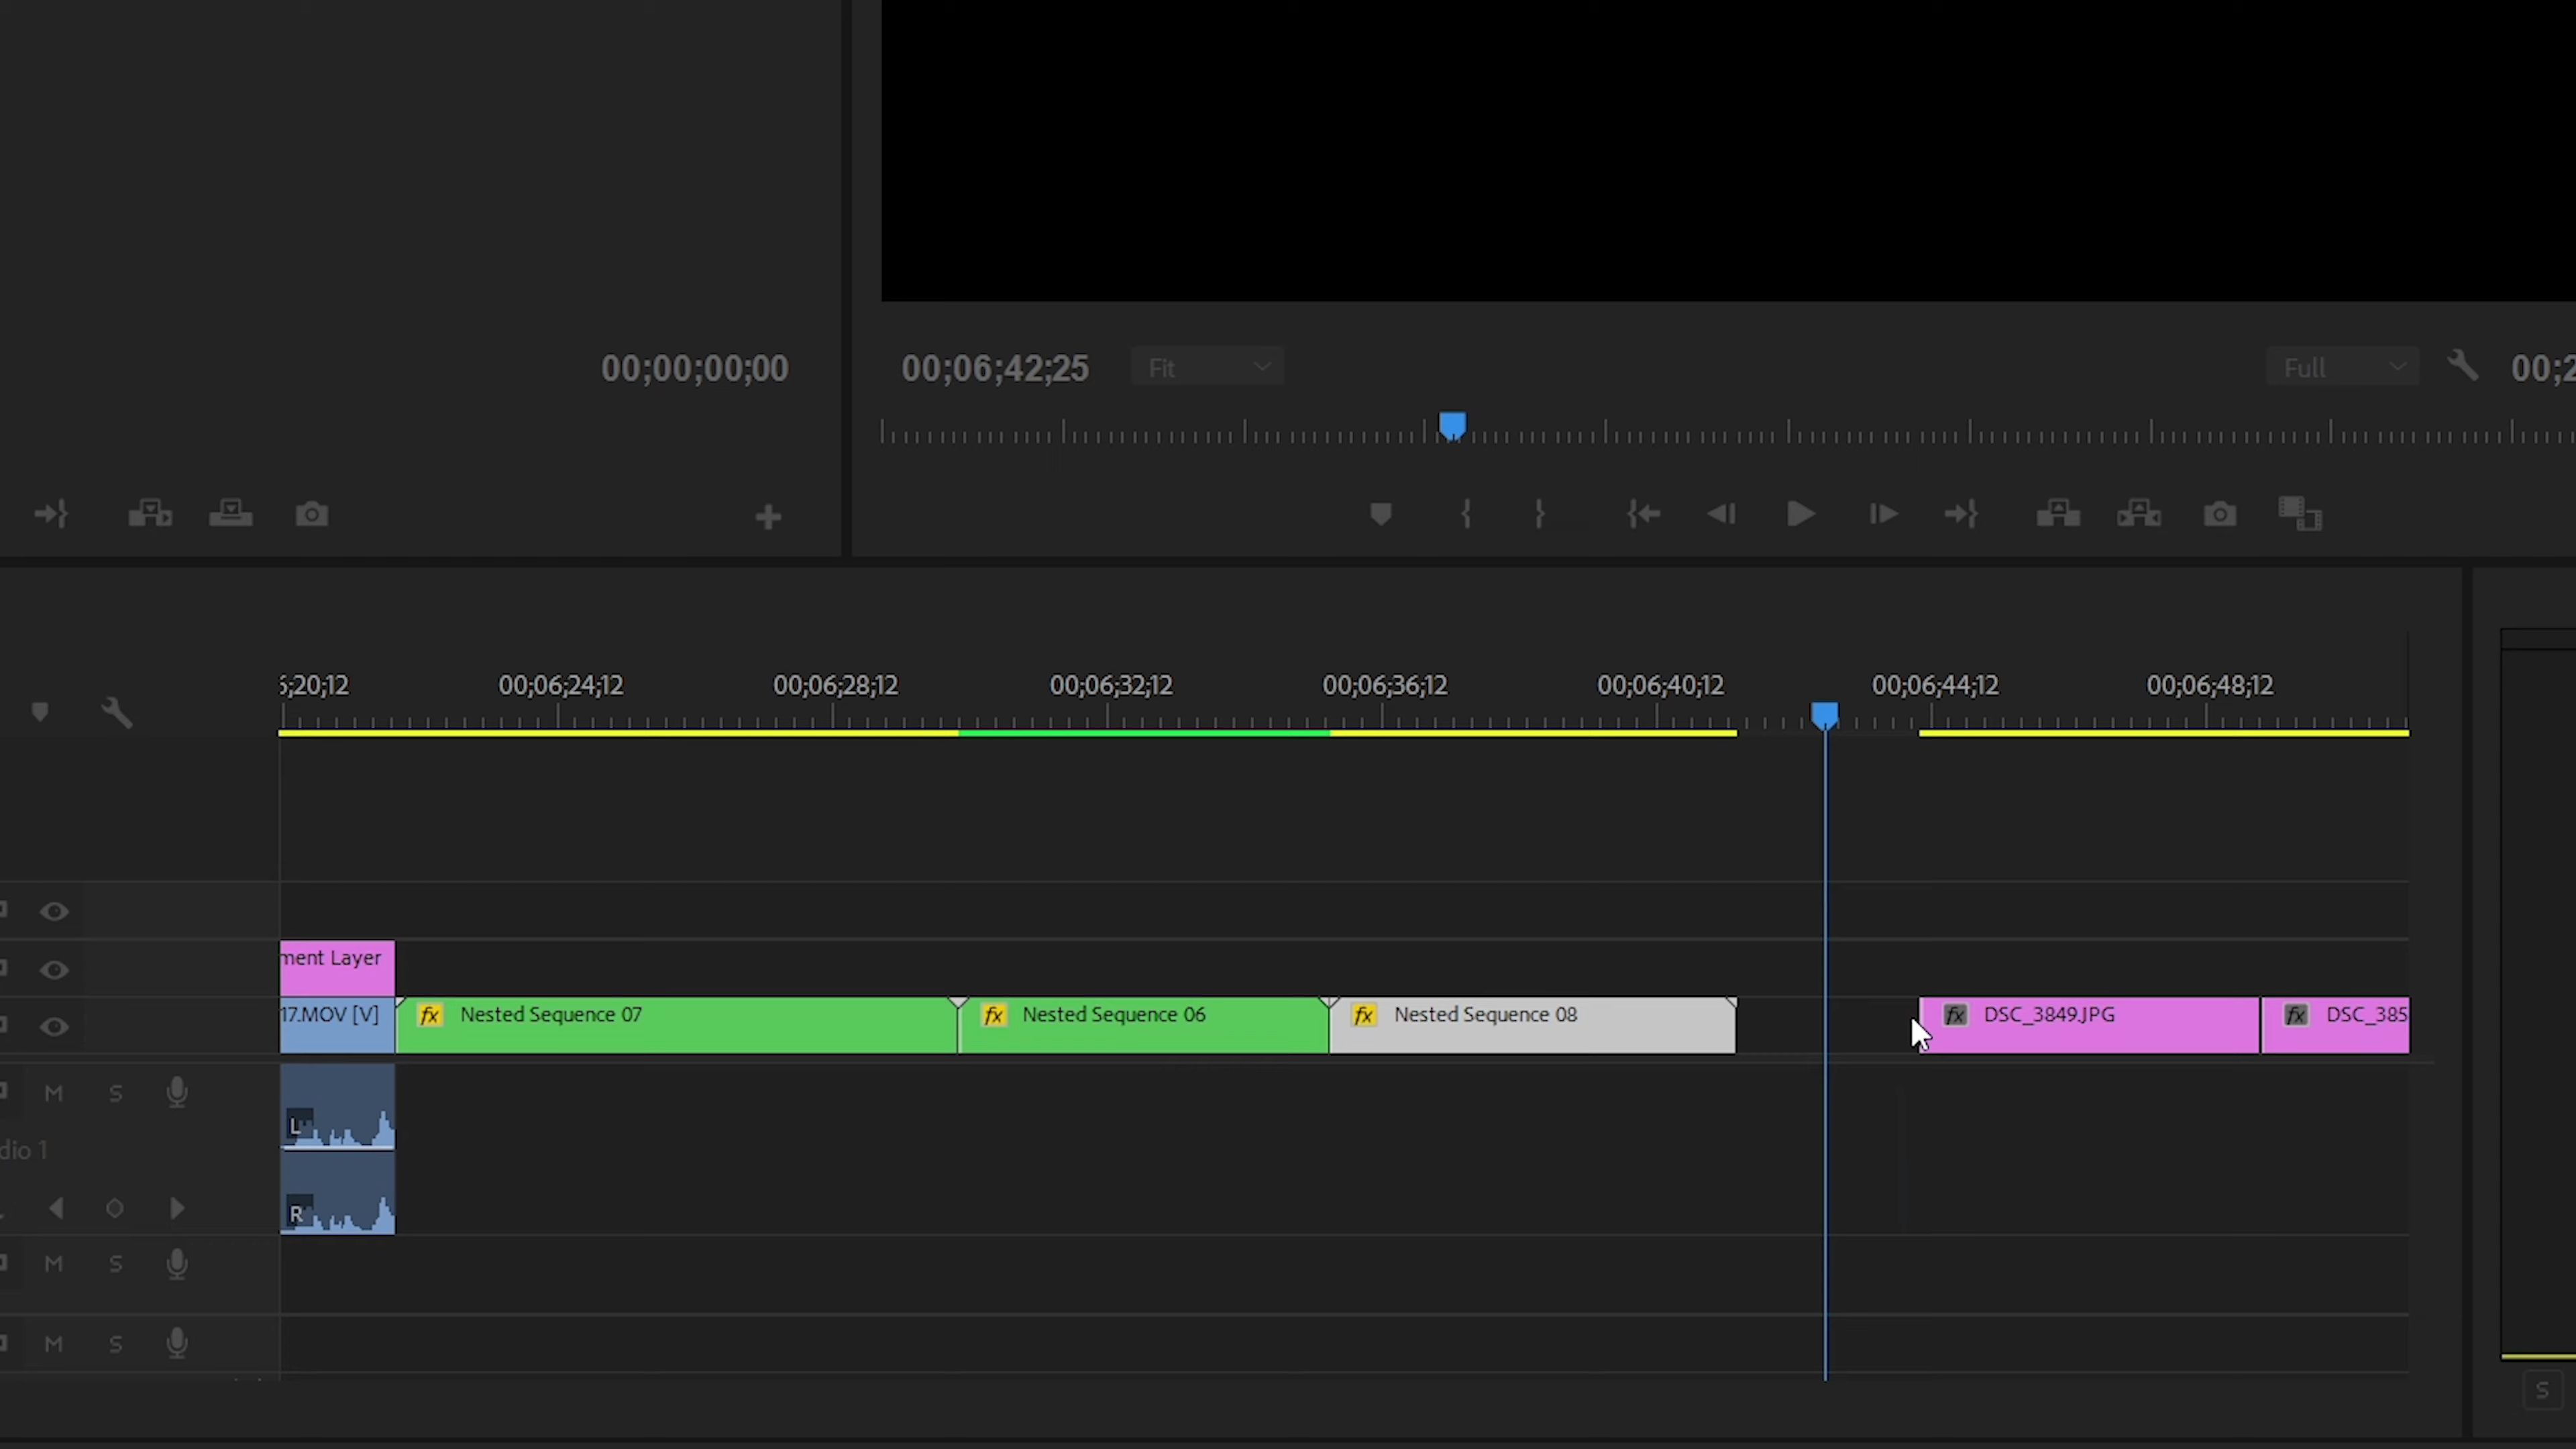 00;00;00;00
00;06;42;25
Fit
Full
00;2
5;20;12
00;06;24;12
00;06;28;12
00;06;32;12
00;06;36;12
00;06;40;12
00;06;44;12
00;06;48;12
ment Layer
17.MOV [V]
fx Nested Sequence 07
fx Nested Sequence 06
fx Nested Sequence 08
fx DSC_3849.JPG
fx DSC_385
M S
L
dio 1
R
M S
M S
S